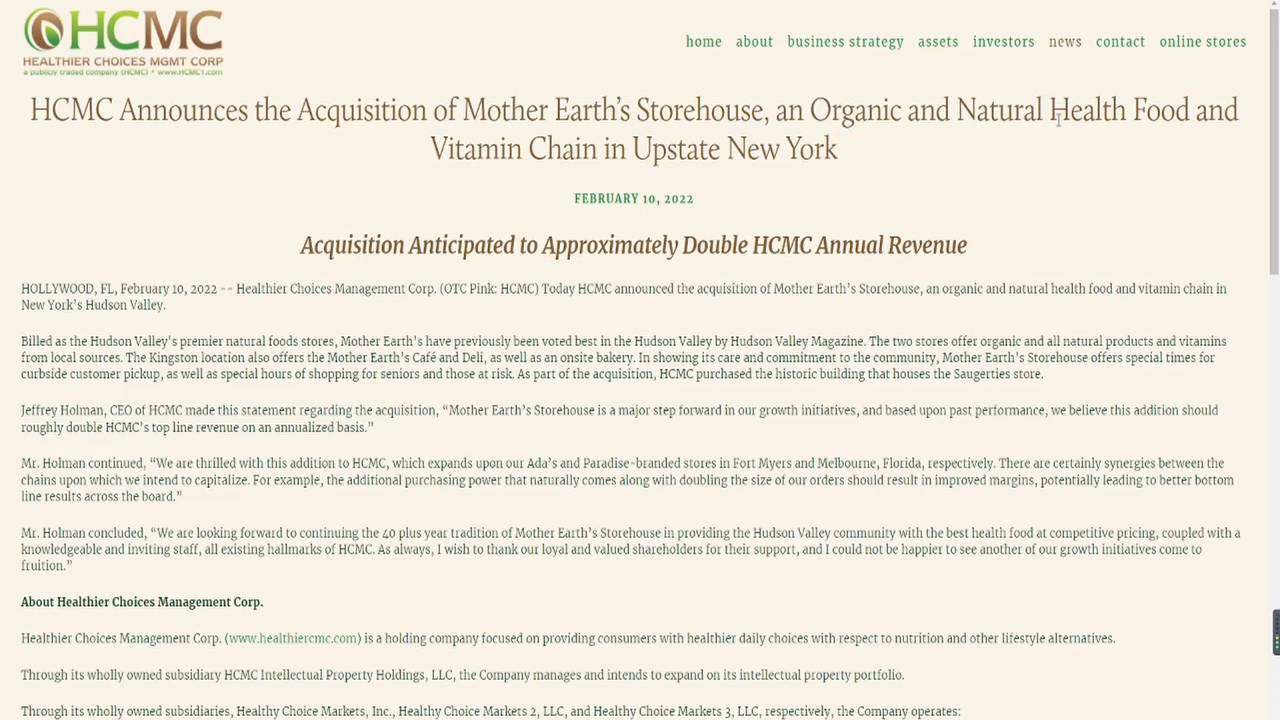 HCMC
HEALTHIER CHOICES MGMT CORP
a publicly traded company (HCMC) * www.HCMC1.com
home about business strategy assets investors news contact online stores
HCMC Announces the Acquisition of Mother Earth’s Storehouse, an Organic and Natural Health Food and
Vitamin Chain in Upstate New York
FEBRUARY 10, 2022
Acquisition Anticipated to Approximately Double HCMC Annual Revenue
HOLLYWOOD, FL, February 10, 2022 -- Healthier Choices Management Corp. (OTC Pink: HCMC) Today HCMC announced the acquisition of Mother Earth’s Storehouse, an organic and natural health food and vitamin chain in
New York’s Hudson Valley.
Billed as the Hudson Valley's premier natural foods stores, Mother Earth’s have previously been voted best in the Hudson Valley by Hudson Valley Magazine. The two stores offer organic and all natural products and vitamins
from local sources. The Kingston location also offers the Mother Earth’s Café and Deli, as well as an onsite bakery. In showing its care and commitment to the community, Mother Earth’s Storehouse offers special times for
curbside customer pickup, as well as special hours of shopping for seniors and those at risk. As part of the acquisition, HCMC purchased the historic building that houses the Saugerties store.
Jeffrey Holman, CEO of HCMC made this statement regarding the acquisition, “Mother Earth’s Storehouse is a major step forward in our growth initiatives, and based upon past performance, we believe this addition should
roughly double HCMC’s top line revenue on an annualized basis.”
Mr. Holman continued, “We are thrilled with this addition to HCMC, which expands upon our Ada’s and Paradise-branded stores in Fort Myers and Melbourne, Florida, respectively. There are certainly synergies between the
chains upon which we intend to capitalize. For example, the additional purchasing power that naturally comes along with doubling the size of our orders should result in improved margins, potentially leading to better bottom
line results across the board.”
Mr. Holman concluded, “We are looking forward to continuing the 40 plus year tradition of Mother Earth’s Storehouse in providing the Hudson Valley community with the best health food at competitive pricing, coupled with a
knowledgeable and inviting staff, all existing hallmarks of HCMC. As always, I wish to thank our loyal and valued shareholders for their support, and I could not be happier to see another of our growth initiatives come to
fruition.”
About Healthier Choices Management Corp.
Healthier Choices Management Corp. (www.healthiercmc.com) is a holding company focused on providing consumers with healthier daily choices with respect to nutrition and other lifestyle alternatives.
Through its wholly owned subsidiary HCMC Intellectual Property Holdings, LLC, the Company manages and intends to expand on its intellectual property portfolio.
Through its wholly owned subsidiaries, Healthy Choice Markets, Inc., Healthy Choice Markets 2, LLC, and Healthy Choice Markets 3, LLC, respectively, the Company operates: